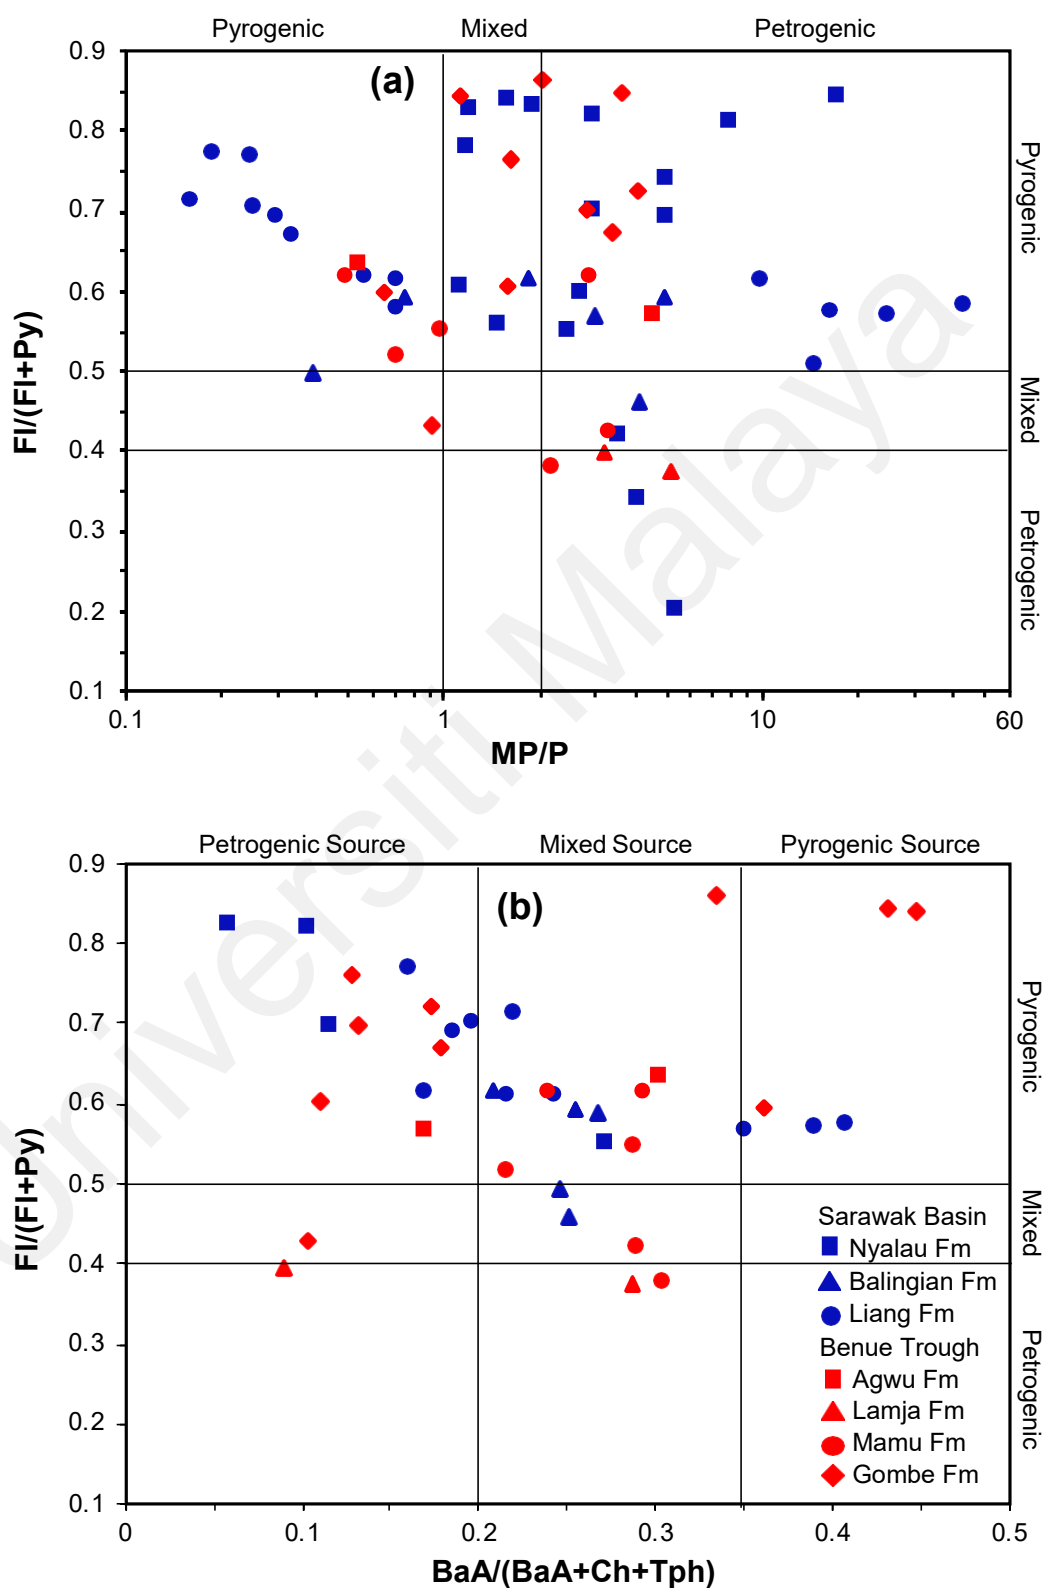 Pyrogenic Mixed Petrogenic
(a)
0.9
0.8
0.7
0.6
0.5
0.4
0.3
0.2
0.1
Fl/(Fl+Py)
Pyrogenic
Mixed
Petrogenic
0.1 1 10 60
MP/P
Petrogenic Source Mixed Source Pyrogenic Source
(b)
0.9
0.8
0.7
0.6
0.5
0.4
0.3
0.2
0.1
Fl/(Fl+Py)
Pyrogenic
Mixed
Petrogenic
Sarawak Basin
Nyalau Fm
Balingian Fm
Liang Fm
Benue Trough
Agwu Fm
Lamja Fm
Mamu Fm
Gombe Fm
0 0.1 0.2 0.3 0.4 0.5
BaA/(BaA+Ch+Tph)
Universiti Malaya